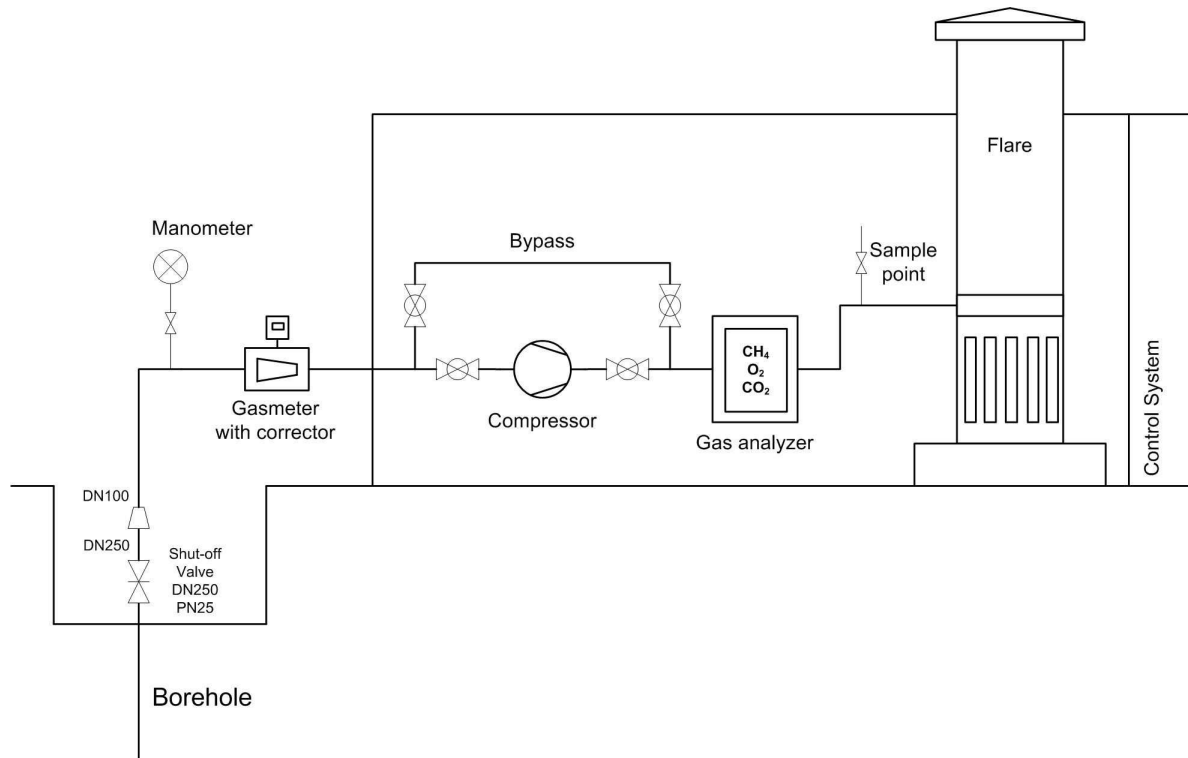 Flare
Manometer
Bypass
Sample
point
CH₄
O₂
CO₂
Gasmeter
with corrector
Compressor
Gas analyzer
Control System
DN100
DN250
Shut-off
Valve
DN250
PN25
Borehole